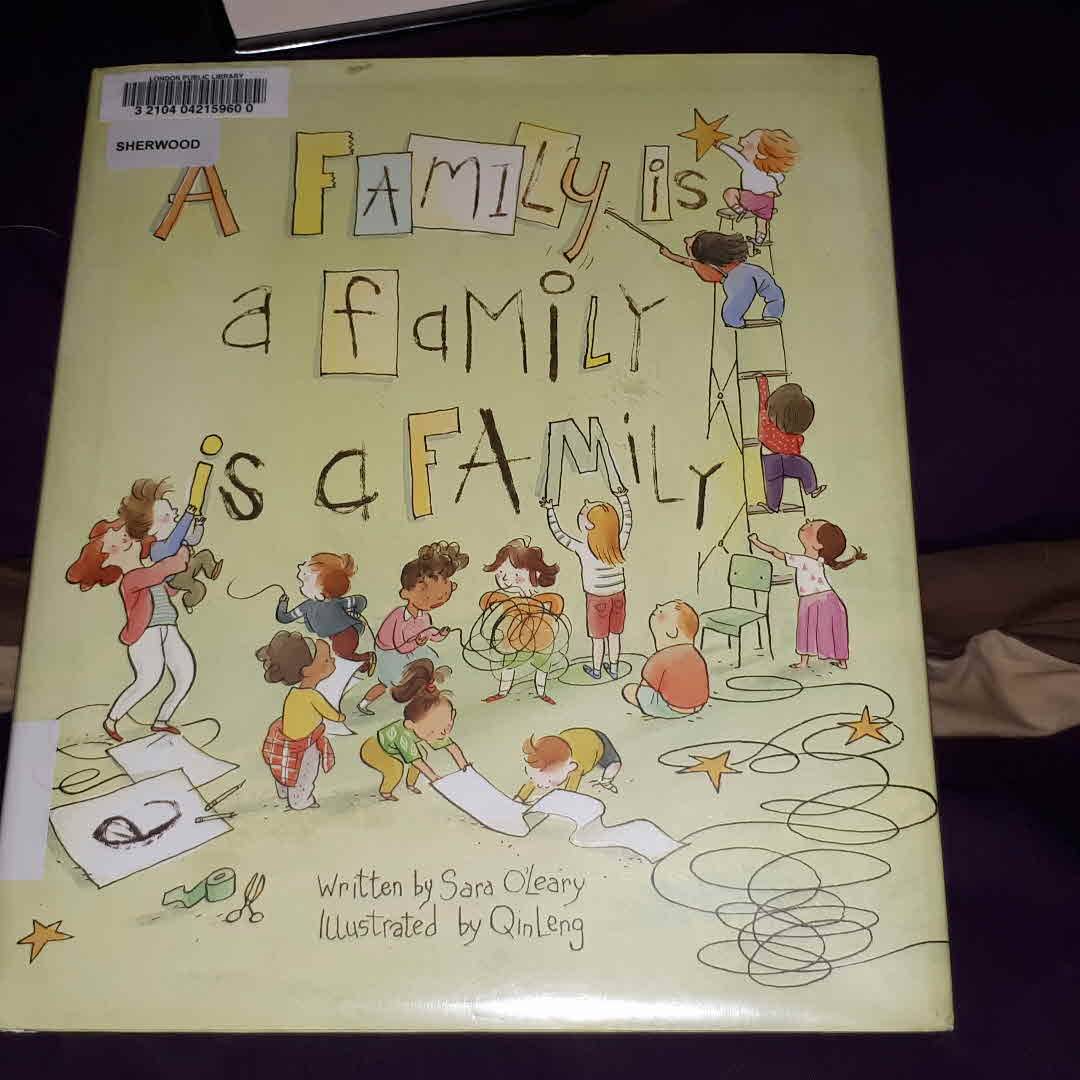 LONDON PUBLIC LIBRARY
3 2104 04215960 0
SHERWOOD
A FAMILY is
a faMiLY
is a FAMiLY
a
Written by Sara O'Leary
Illustrated by Qin Leng